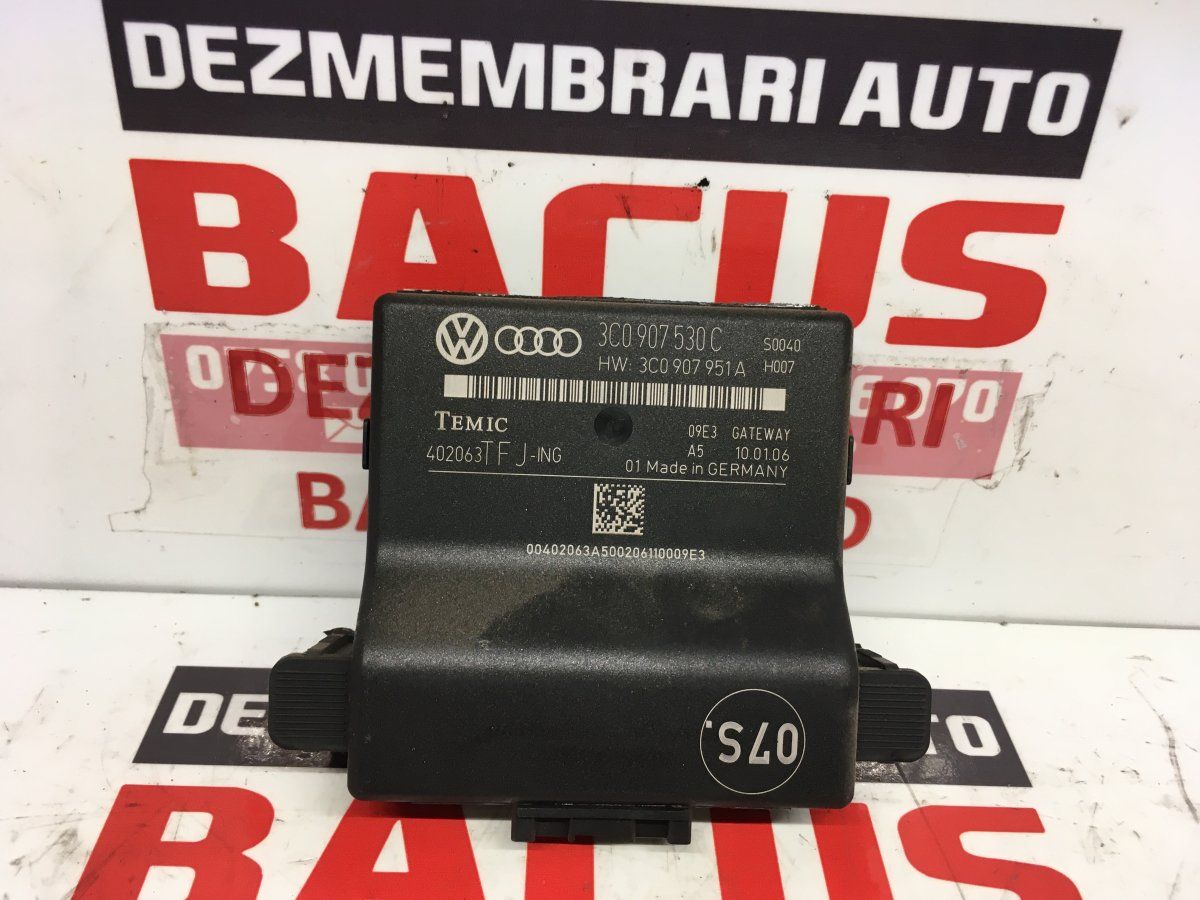 DEZMEMBRARI AUTO
BACUS
3C0 907 530 C S0040
HW: 3C0 907 951 A H007
TEMIC
09E3 GATEWAY
402063TFJ-ING A5 10.01.06
01 Made in GERMANY
00402063A500206110009E3
07S.
BACUS